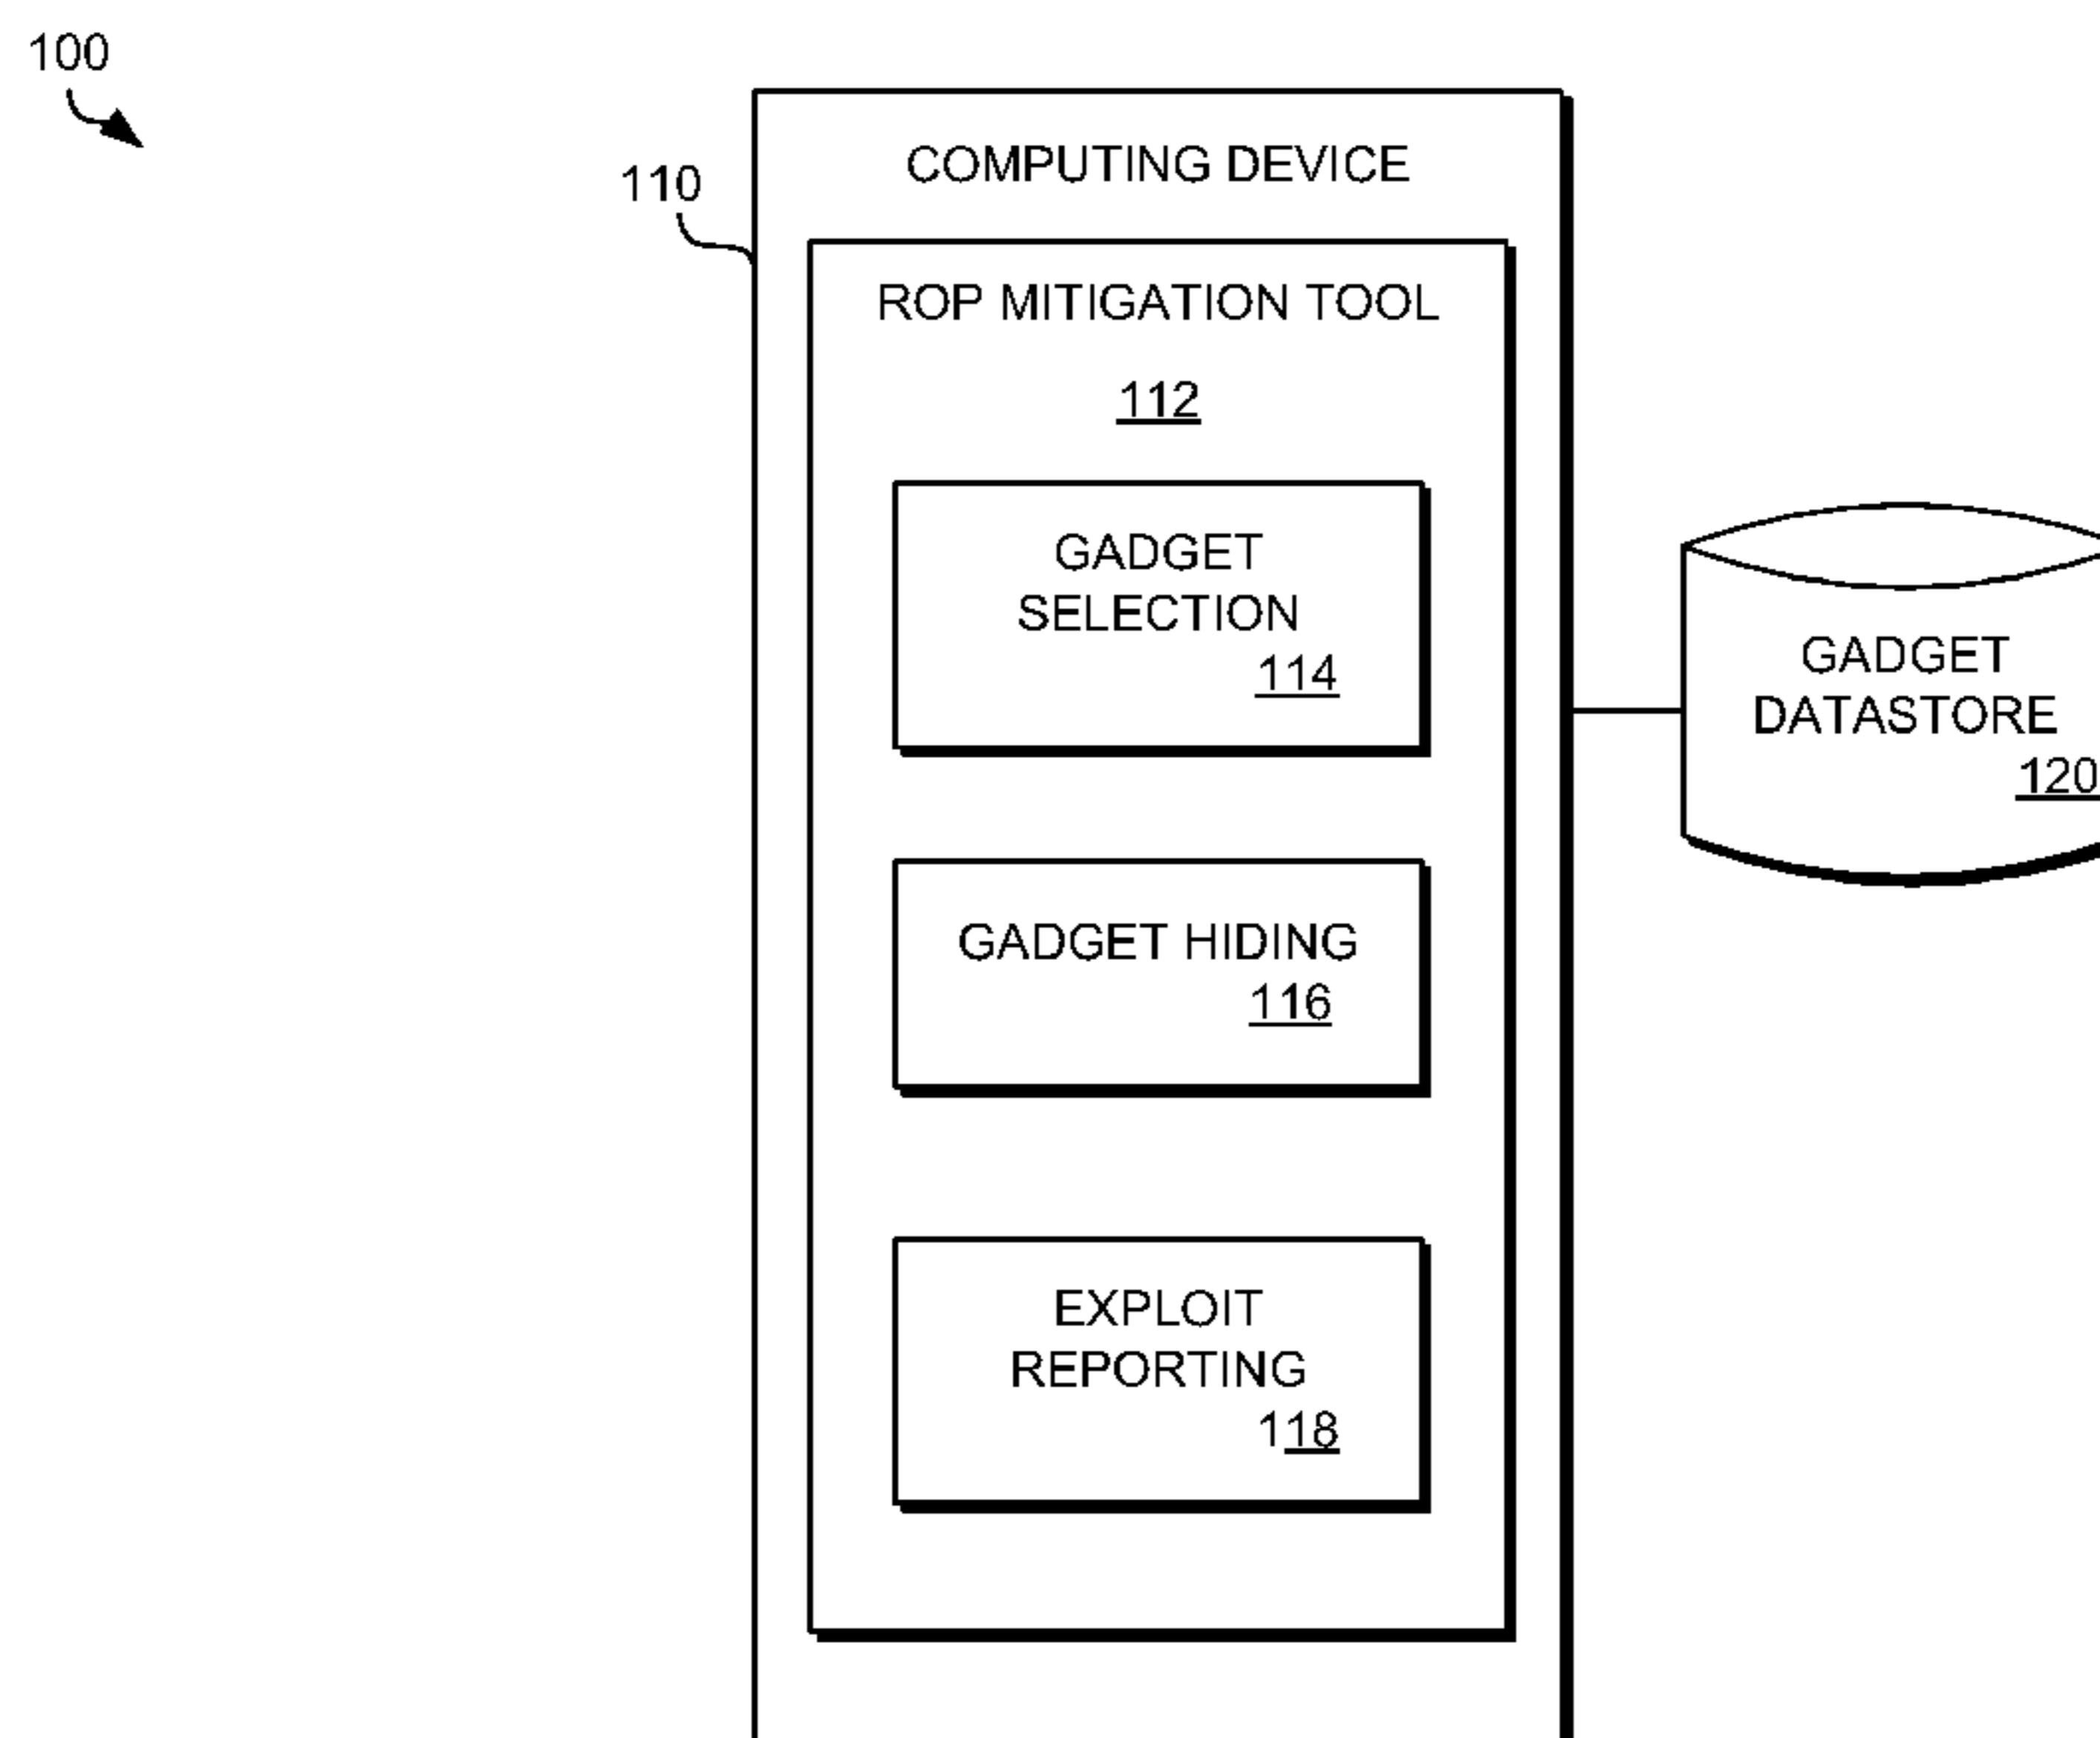 100
110
COMPUTING DEVICE
ROP MITIGATION TOOL
112
GADGET
SELECTION
114
GADGET
DATASTORE
120
GADGET HIDING
116
EXPLOIT
REPORTING
118